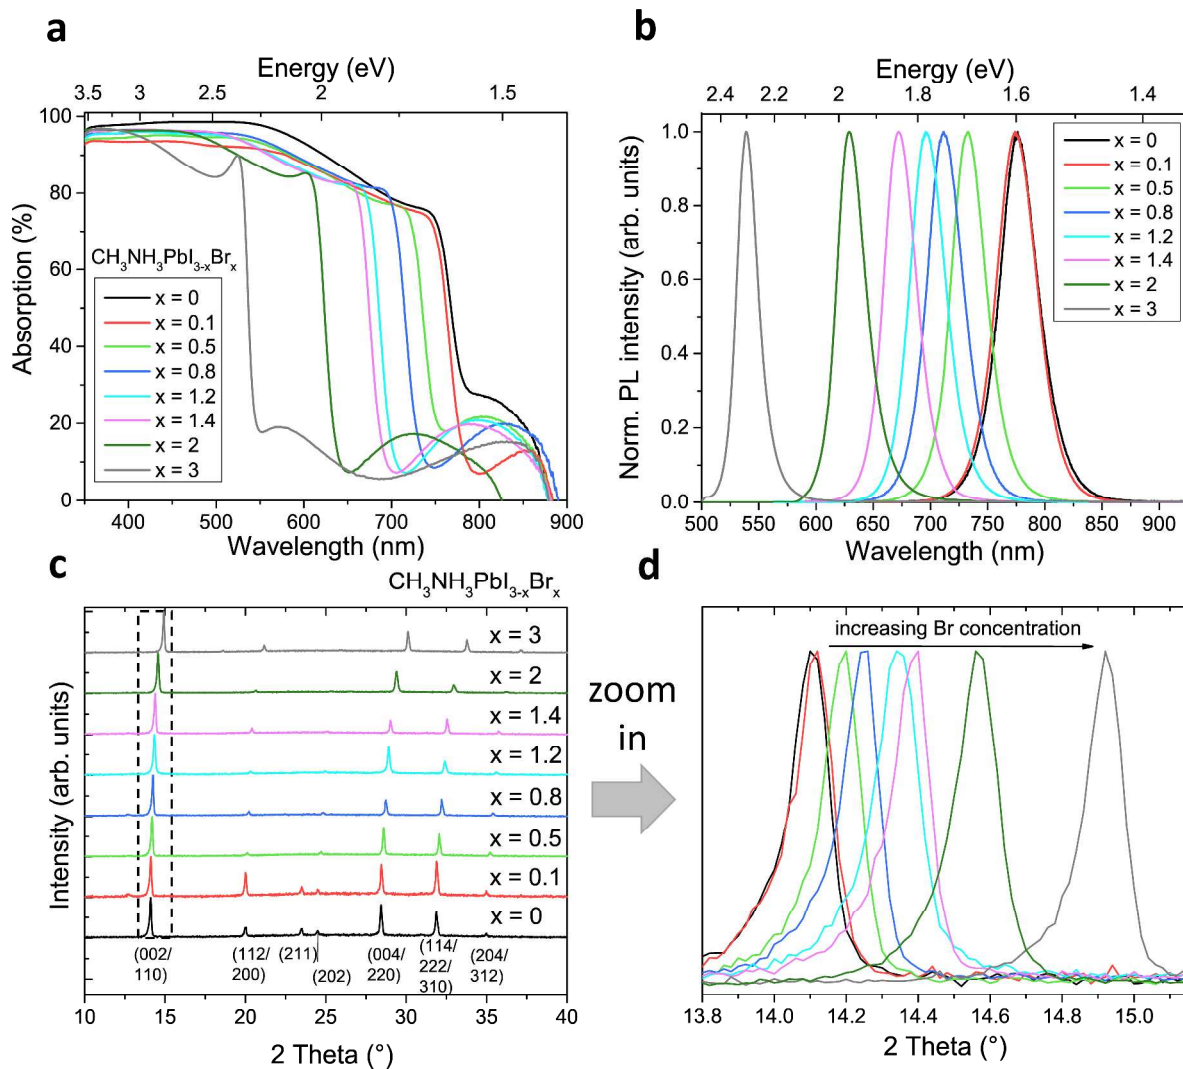 a
Energy (eV)
3.5 3 2.5 2 1.5
100
80
60
40
20
0
Absorption (%)
CH₃NH₃PbI₃₋ₓBrₓ
x = 0
x = 0.1
x = 0.5
x = 0.8
x = 1.2
x = 1.4
x = 2
x = 3
400 500 600 700 800 900
Wavelength (nm)
b
Energy (eV)
2.4 2.2 2 1.8 1.6 1.4
1.0
0.8
0.6
0.4
0.2
0.0
Norm. PL intensity (arb. units)
x = 0
x = 0.1
x = 0.5
x = 0.8
x = 1.2
x = 1.4
x = 2
x = 3
500 550 600 650 700 750 800 850 900
Wavelength (nm)
c
CH₃NH₃PbI₃₋ₓBrₓ
Intensity (arb. units)
x = 3
x = 2
x = 1.4
x = 1.2
x = 0.8
x = 0.5
x = 0.1
x = 0
(002/
110)
(112/
200)
(211)
(202)
(004/
220)
(114/
222/
310)
(204/
312)
10 15 20 25 30 35 40
2 Theta (°)
zoom
in
d
increasing Br concentration
13.8 14.0 14.2 14.4 14.6 14.8 15.0
2 Theta (°)